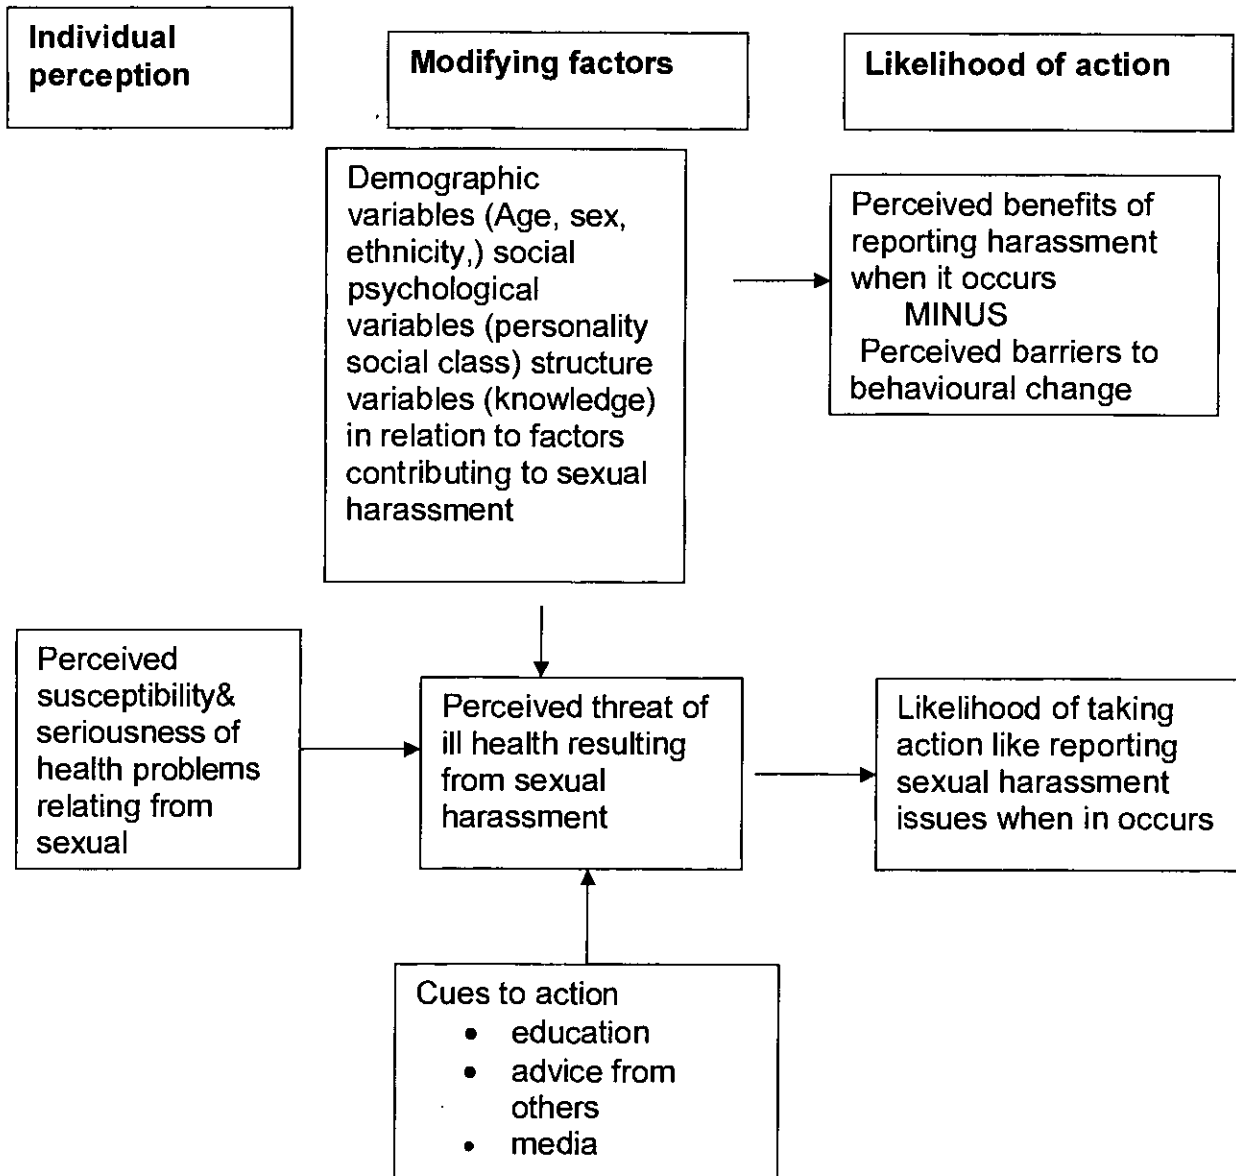 Individual
perception
Modifying factors
Likelihood of action
Demographic
variables (Age, sex,
ethnicity,) social
psychological
variables (personality
social class) structure
variables (knowledge)
in relation to factors
contributing to sexual
harassment
Perceived benefits of
reporting harassment
when it occurs
MINUS
Perceived barriers to
behavioural change
Perceived
susceptibility&
seriousness of
health problems
relating from
sexual
Perceived threat of
ill health resulting
from sexual
harassment
Likelihood of taking
action like reporting
sexual harassment
issues when in occurs
Cues to action
• education
• advice from
others
• media